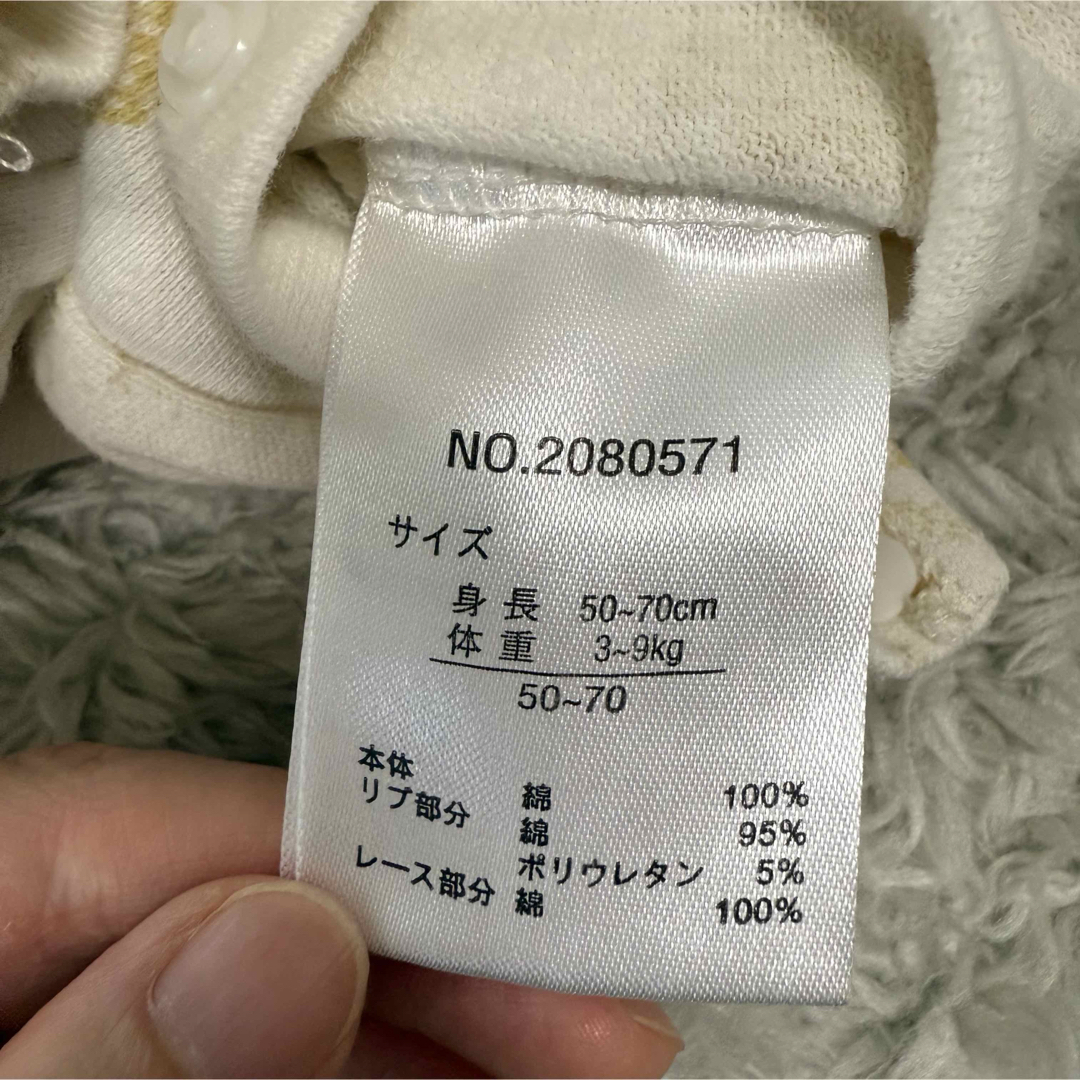 NO.2080571
サイズ
身長 50~70cm
体重 3~9kg
50~70
本体 綿 100%
リブ部分 綿 95%
ポリウレタン 5%
レース部分 綿 100%